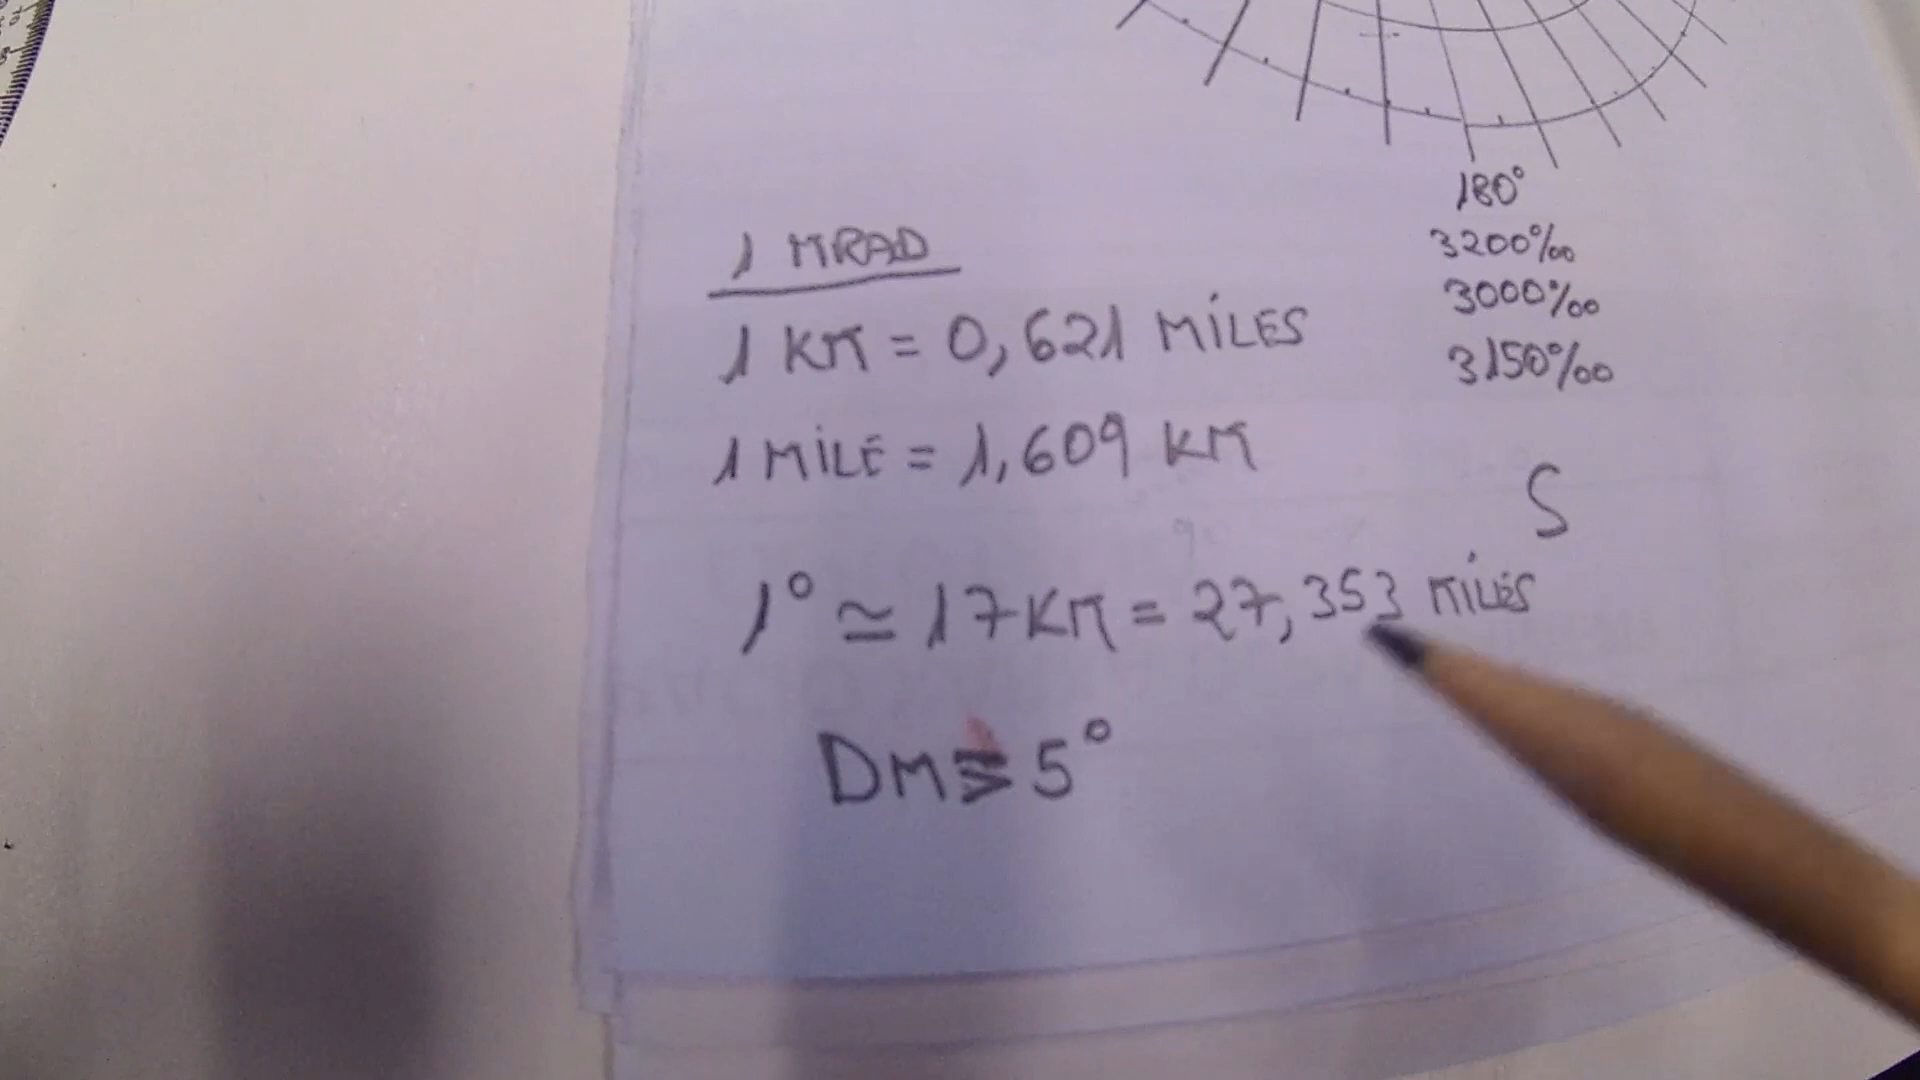 180°
3200‰
3000‰
3150‰
S
1 MRAD
1 KM = 0,621 MILES
1 MILE = 1,609 KM
1° ≃ 17 KM = 27,353 MILES
DM ⩾ 5°